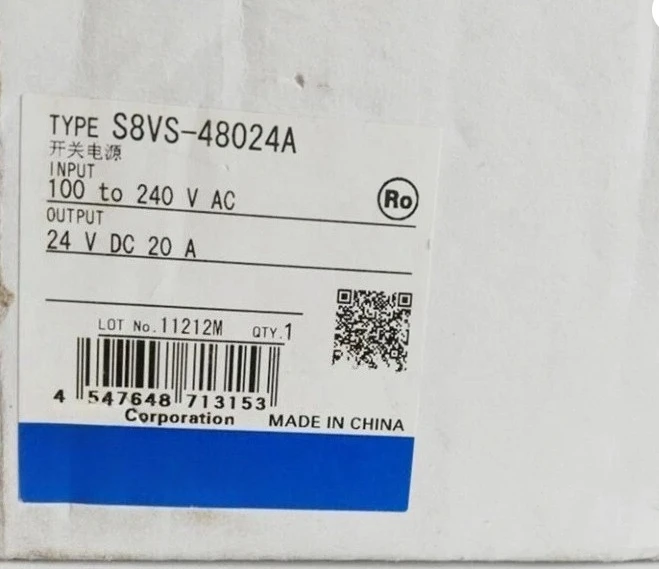 TYPE S8VS-48024A
开关电源
INPUT
100 to 240 V AC
Ro
OUTPUT
24 V DC 20 A
LOT No. 11212M QTY. 1
4 547648 713153
Corporation MADE IN CHINA